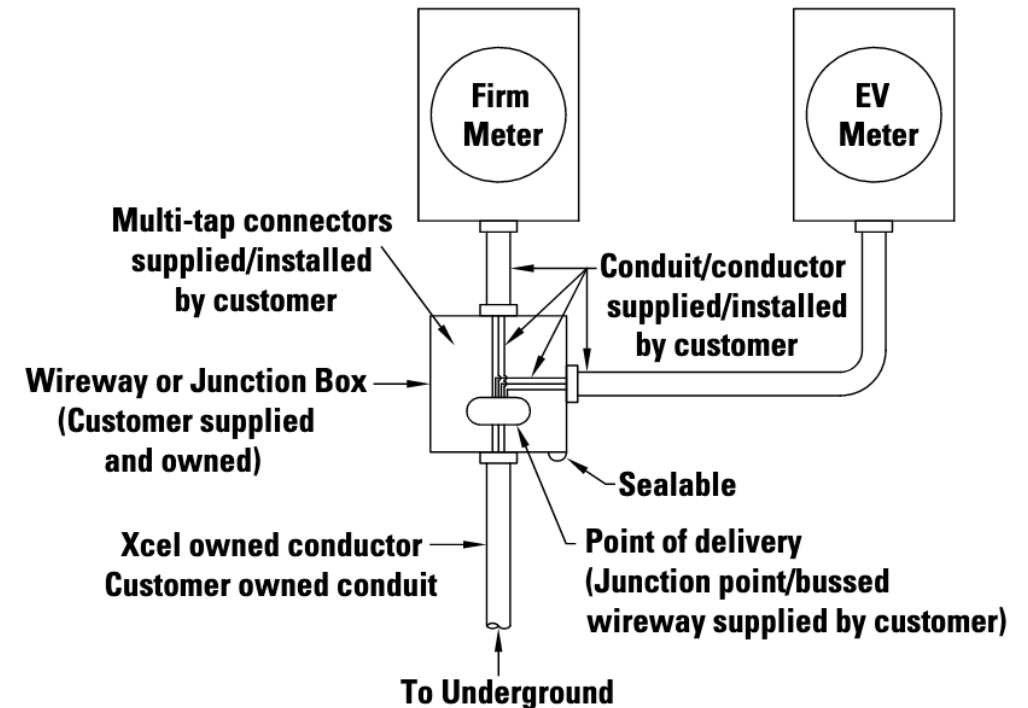 Firm
Meter
EV
Meter
Multi-tap connectors
supplied/installed
by customer
Conduit/conductor
supplied/installed
by customer
Wireway or Junction Box
(Customer supplied
and owned)
Sealable
Xcel owned conductor
Customer owned conduit
Point of delivery
(Junction point/bussed
wireway supplied by customer)
To Underground